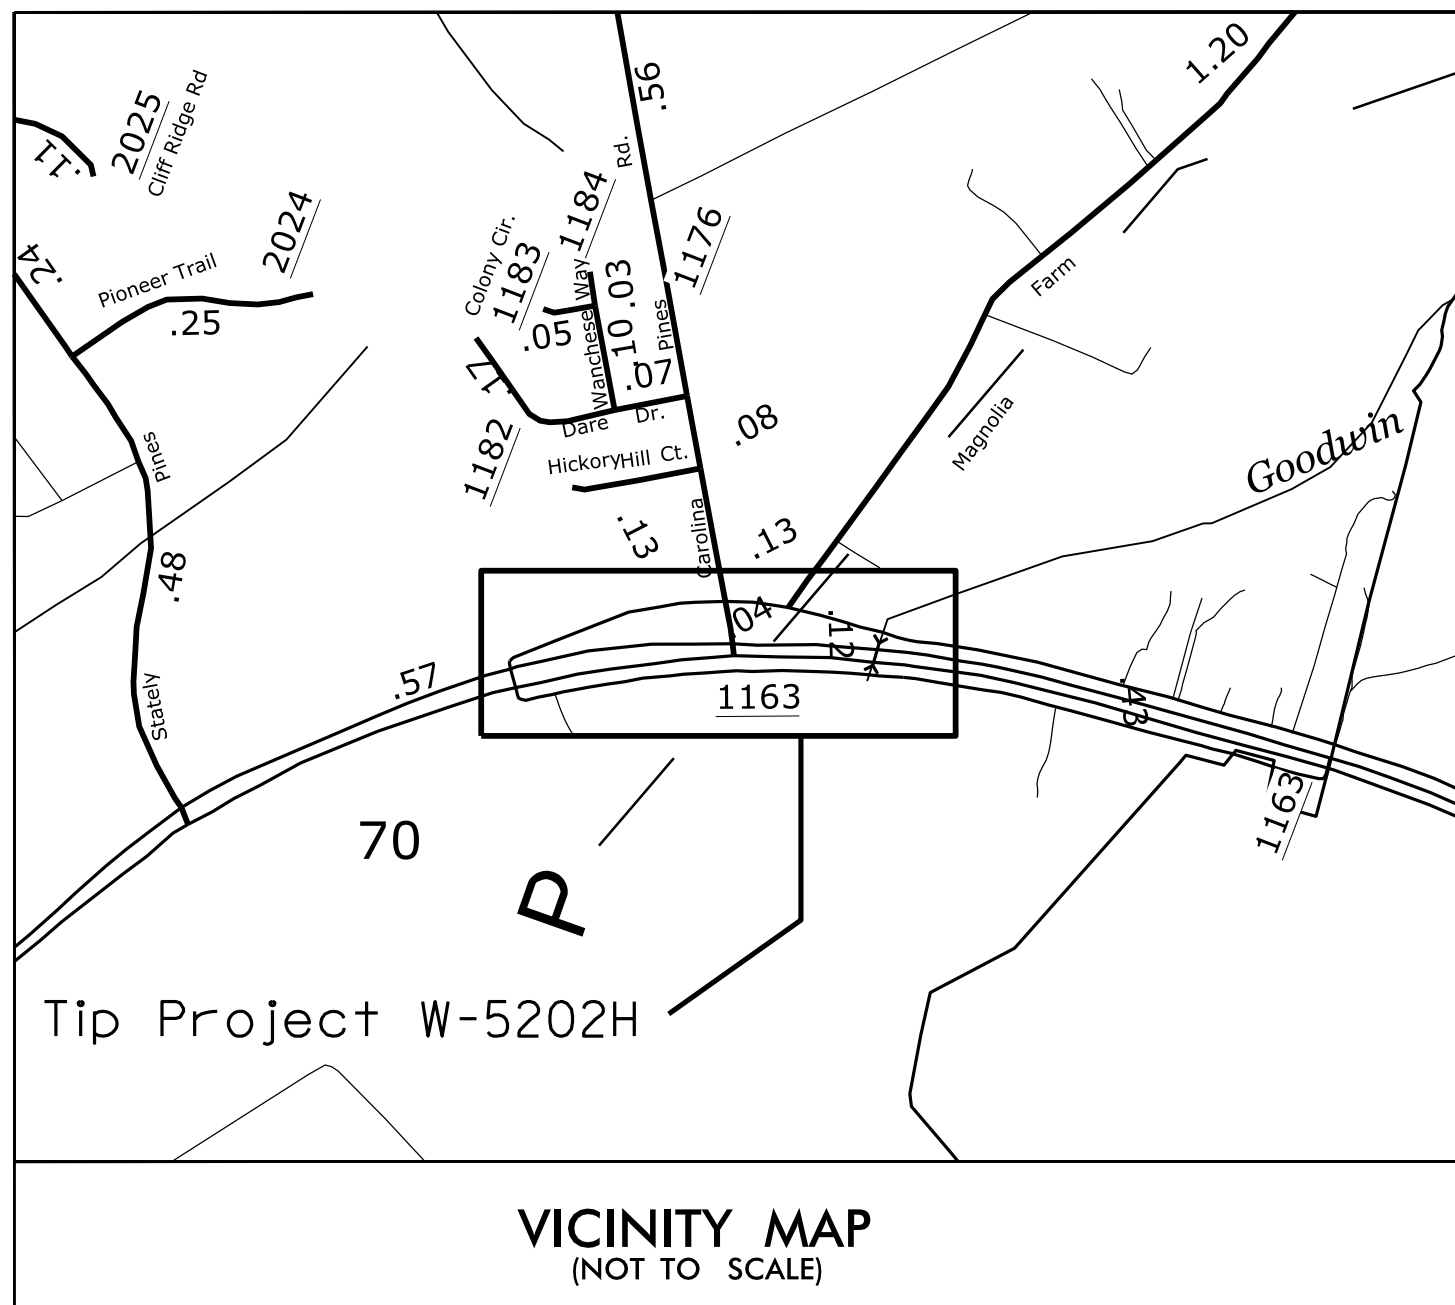 .56
1.20
2025
Cliff Ridge Rd
.11
Rd.
1184
2024
1176
Colony Cir.
1183
.24
Pioneer Trail
.25
Wanchese Way
.03
.10
.05
Pines
Farm
.17
.07
Dare Dr.
.08
1182
Hickory Hill Ct.
Magnolia
Goodwin
Pines
.13
Carolina
.13
.48
.04
.12
.57
1163
Stately
.43
1163
70
P
Tip Project W-5202H
VICINITY MAP
(NOT TO SCALE)